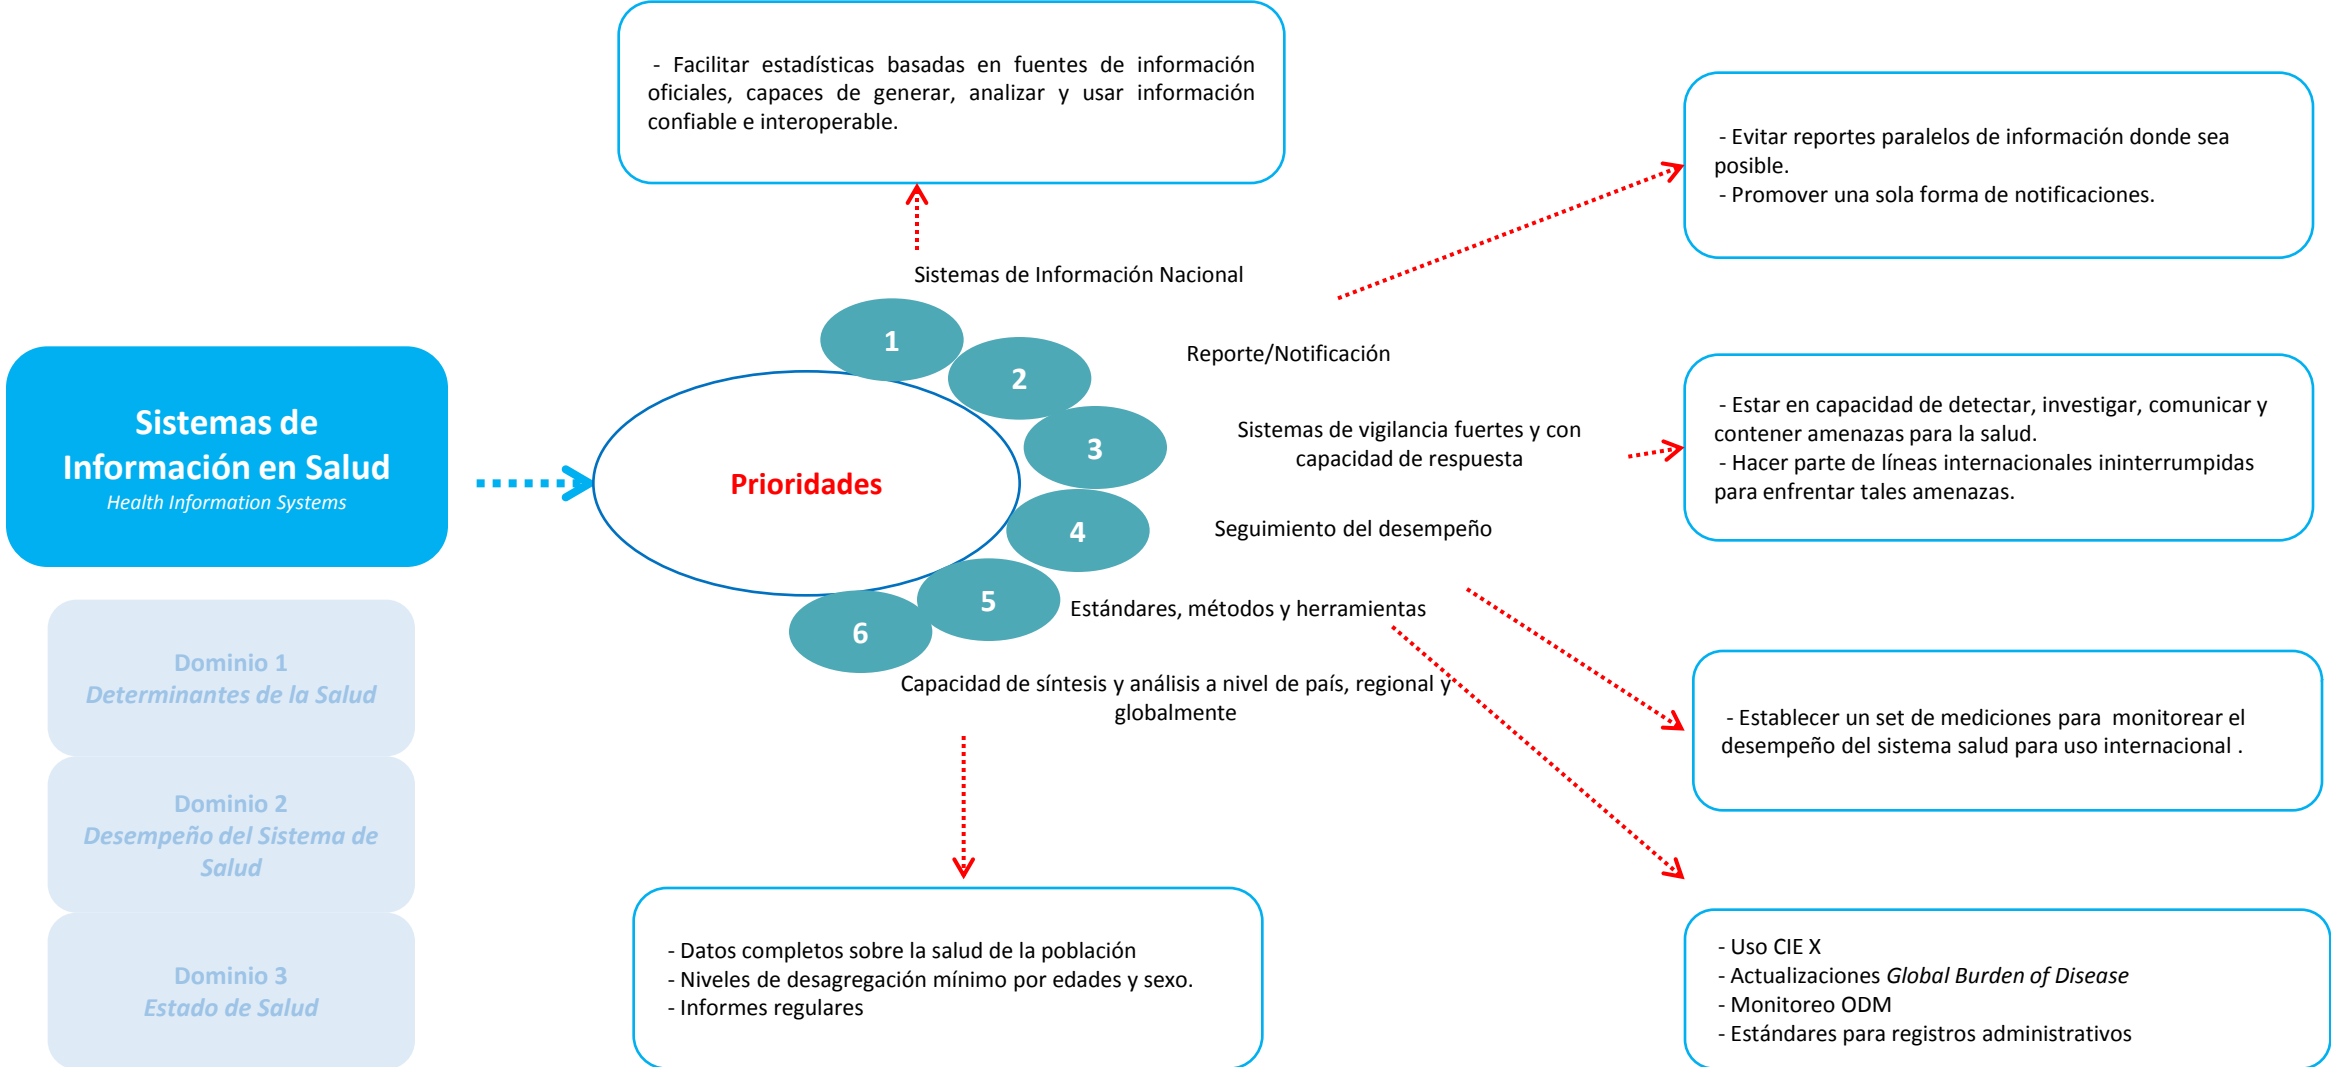 - Facilitar estadísticas basadas en fuentes de información
oficiales, capaces de generar, analizar y usar información
confiable e interoperable.
- Evitar reportes paralelos de información donde sea
posible.
- Promover una sola forma de notificaciones.
Sistemas de Información Nacional
1
2
Reporte/Notificación
3
Sistemas de vigilancia fuertes y con
capacidad de respuesta
- Estar en capacidad de detectar, investigar, comunicar y
contener amenazas para la salud.
- Hacer parte de líneas internacionales ininterrumpidas
para enfrentar tales amenazas.
Sistemas de
Información en Salud
Health Information Systems
Prioridades
4
Seguimiento del desempeño
5
Estándares, métodos y herramientas
6
Capacidad de síntesis y análisis a nivel de país, regional y
globalmente
Dominio 1
Determinantes de la Salud
Dominio 2
Desempeño del Sistema de
Salud
Dominio 3
Estado de Salud
- Establecer un set de mediciones para monitorear el
desempeño del sistema salud para uso internacional .
- Datos completos sobre la salud de la población
- Niveles de desagregación mínimo por edades y sexo.
- Informes regulares
- Uso CIE X
- Actualizaciones Global Burden of Disease
- Monitoreo ODM
- Estándares para registros administrativos